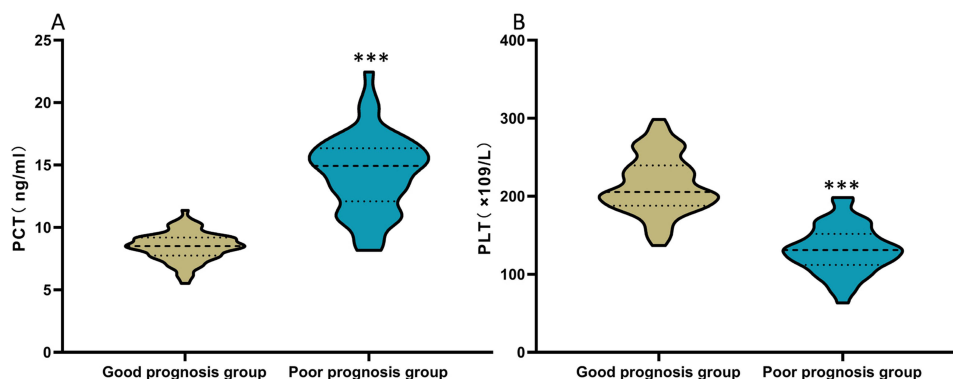 A
PCT( ng/ml)
25
20
15
10
5
0
***
Good prognosis group
Poor prognosis group
B
PLT( ×109/L)
400
300
200
100
0
***
Good prognosis group
Poor prognosis group